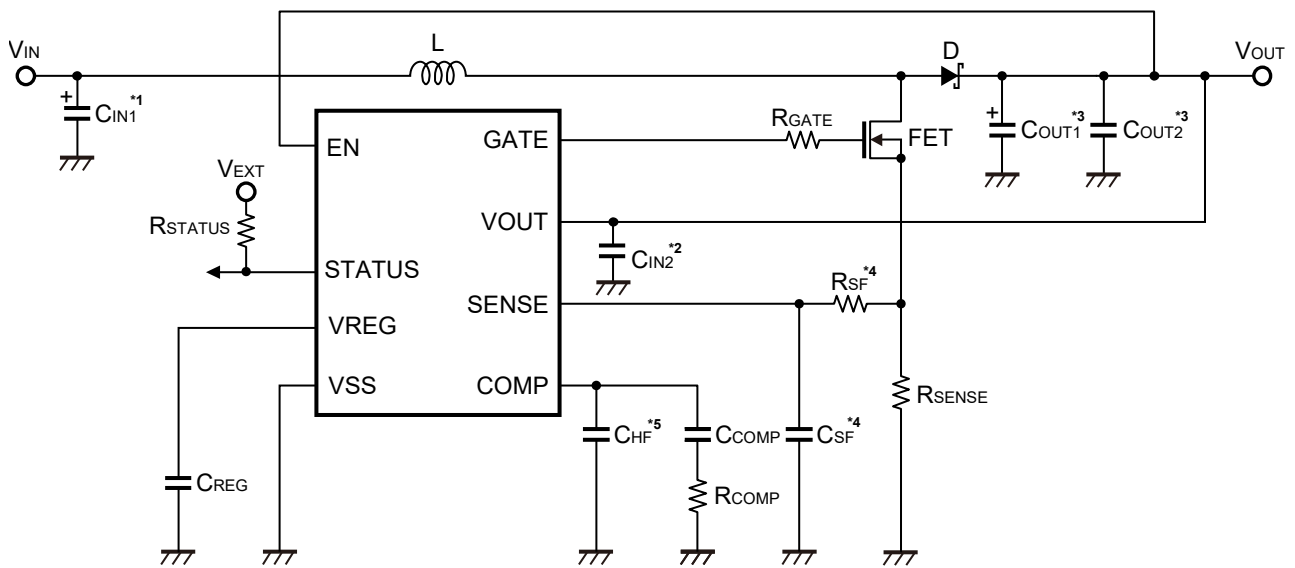 L
D
VIN
VOUT
CIN1*1
RGATE
GATE
FET
COUT1*3
COUT2*3
EN
VEXT
RSTATUS
VOUT
CIN2*2
STATUS
RSF*4
SENSE
VREG
VSS
COMP
RSENSE
CHF*5
CCOMP
CSF*4
CREG
RCOMP